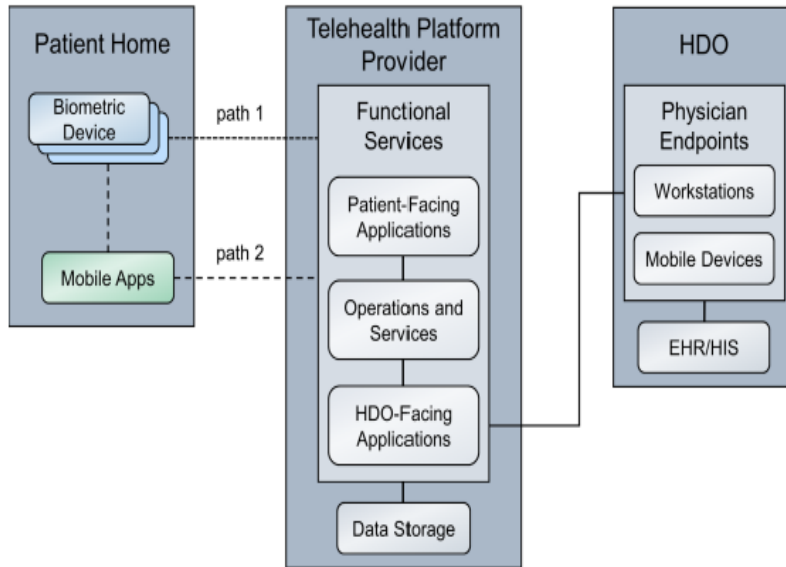 Patient Home
Biometric
Device
Mobile Apps
path 1
path 2
Telehealth Platform
Provider
Functional
Services
Patient-Facing
Applications
Operations and
Services
HDO-Facing
Applications
Data Storage
HDO
Physician
Endpoints
Workstations
Mobile Devices
EHR/HIS